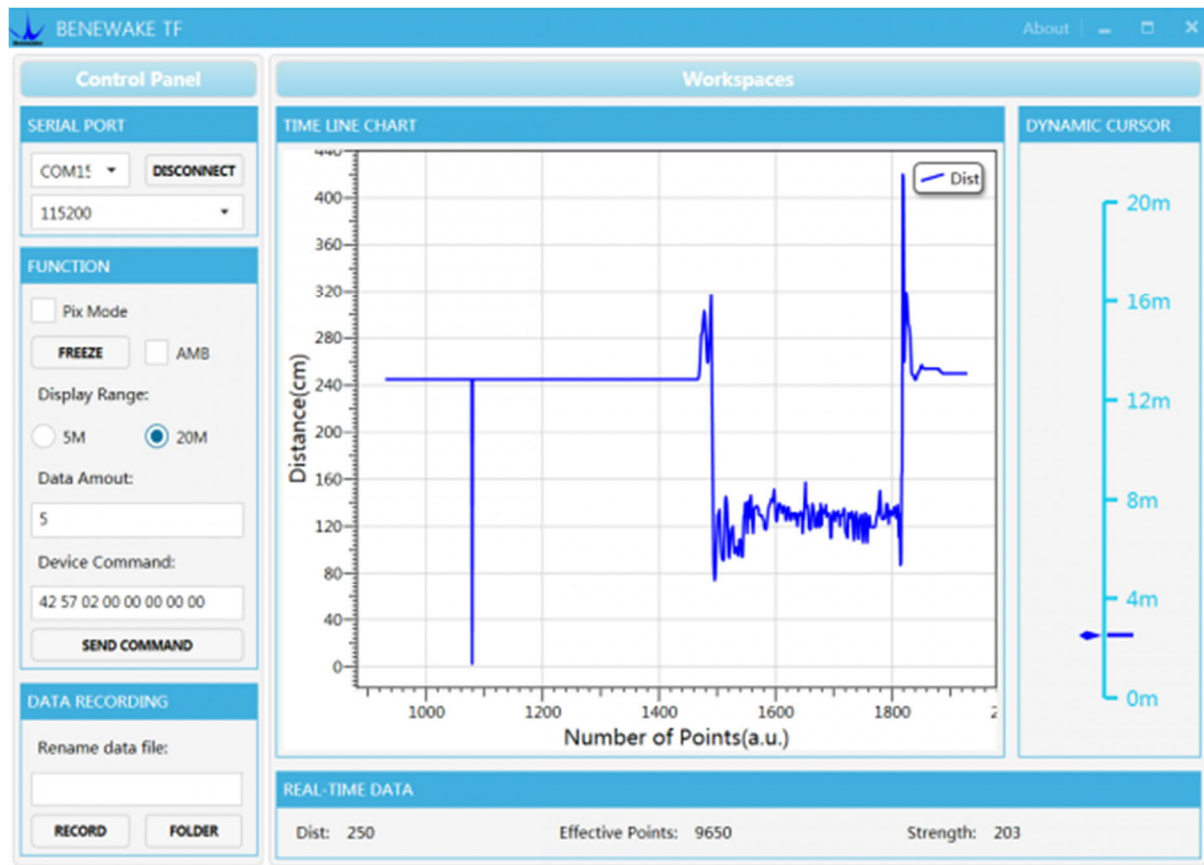 BENEWAKE TF
About
Benewake
Control Panel
Workspaces
SERIAL PORT
COM15
DISCONNECT
115200
FUNCTION
Pix Mode
FREEZE
AMB
Display Range:
5M
20M
Data Amout:
5
Device Command:
42 57 02 00 00 00 00 00
SEND COMMAND
DATA RECORDING
Rename data file:
RECORD
FOLDER
TIME LINE CHART
Dist
440
400
360
320
280
240
200
160
120
80
40
0
Distance(cm)
1000 1200 1400 1600 1800 2
Number of Points(a.u.)
DYNAMIC CURSOR
20m
16m
12m
8m
4m
0m
REAL-TIME DATA
Dist: 250 Effective Points: 9650 Strength: 203